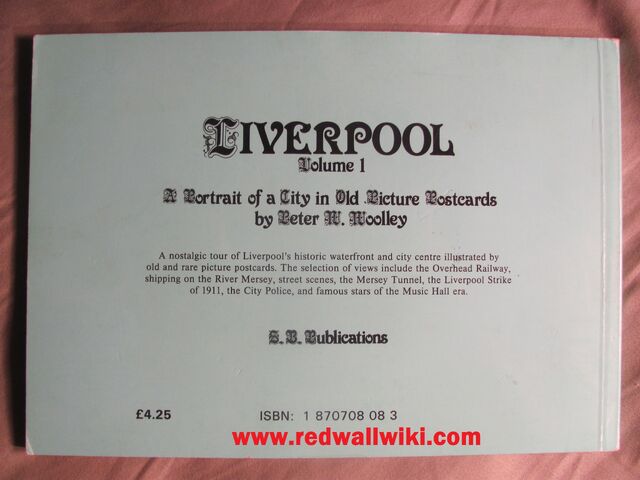 LIVERPOOL
Volume 1
A Portrait of a City in Old Picture Postcards
by Peter W. Woolley
A nostalgic tour of Liverpool's historic waterfront and city centre illustrated by
old and rare picture postcards. The selection of views include the Overhead Railway,
shipping on the River Mersey, street scenes, the Mersey Tunnel, the Liverpool Strike
of 1911, the City Police, and famous stars of the Music Hall era.
S. B. Publications
£4.25 ISBN: 1 870708 08 3
www.redwallwiki.com